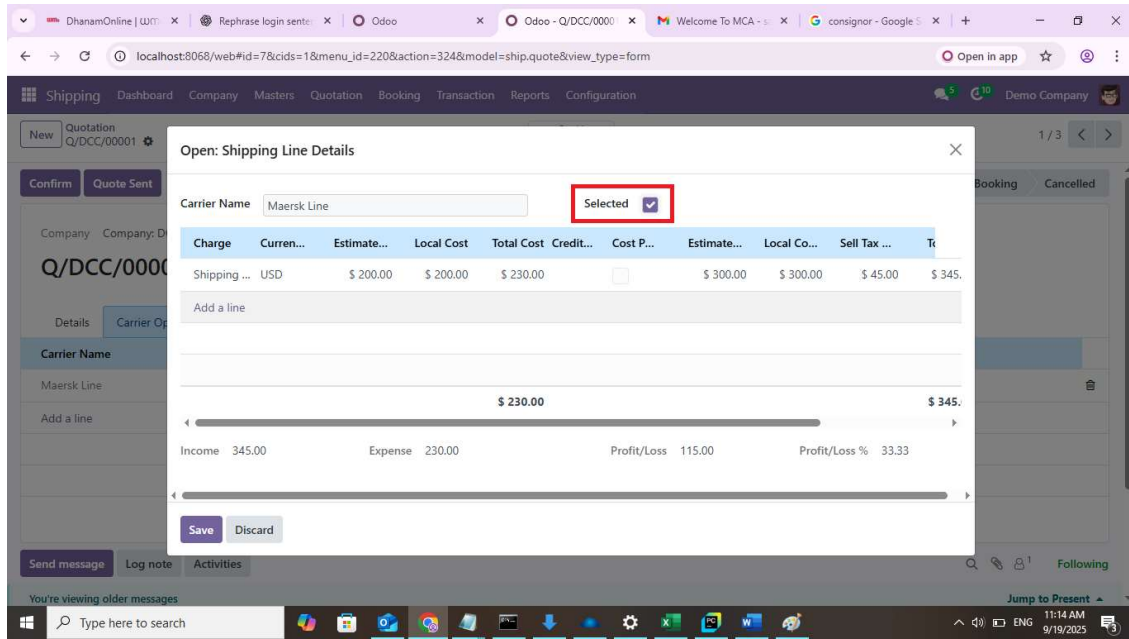 DhanamOnline |
Rephrase login sente
Odoo
Odoo - Q/DCC/0000
Welcome To MCA - s
consignor - Google S
localhost:8068/web#id=7&cids=1&menu_id=220&action=324&model=ship.quote&view_type=form
Open in app
Shipping Dashboard Company Masters Quotation Booking Transaction Reports Configuration
5 10 Demo Company
New Quotation
Q/DCC/00001
1 / 3
Confirm Quote Sent
Booking Cancelled
Company Company: D
Q/DCC/0000
Details Carrier Op
Carrier Name
Maersk Line
Add a line
Open: Shipping Line Details
Carrier Name Maersk Line Selected
Charge Curren... Estimate... Local Cost Total Cost Credit... Cost P... Estimate... Local Co... Sell Tax ... To
Shipping ... USD $ 200.00 $ 200.00 $ 230.00 $ 300.00 $ 300.00 $ 45.00 $ 345.
Add a line
$ 230.00 $ 345.
Income 345.00 Expense 230.00 Profit/Loss 115.00 Profit/Loss % 33.33
Save Discard
Send message Log note Activities
1 Following
You're viewing older messages
Jump to Present
Type here to search
ENG
11:14 AM
9/19/2025
3